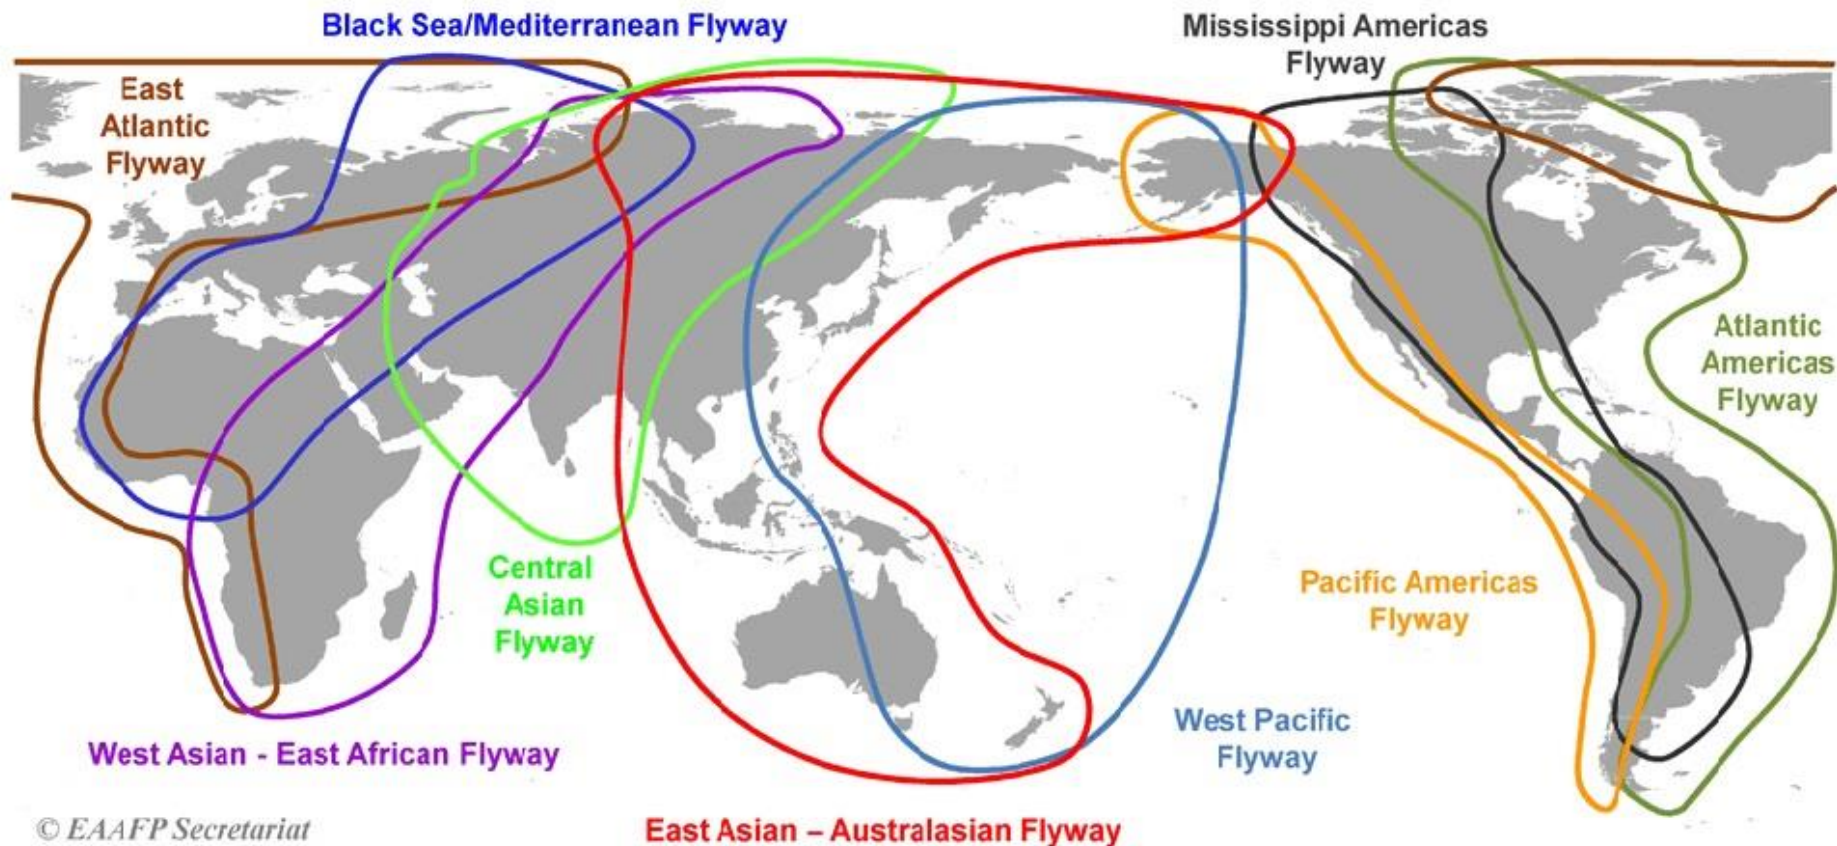 Black Sea/Mediterranean Flyway
Mississippi Americas
Flyway
East
Atlantic
Flyway
Atlantic
Americas
Flyway
Central
Asian
Flyway
Pacific Americas
Flyway
West Pacific
Flyway
West Asian - East African Flyway
East Asian – Australasian Flyway
© EAAFP Secretariat